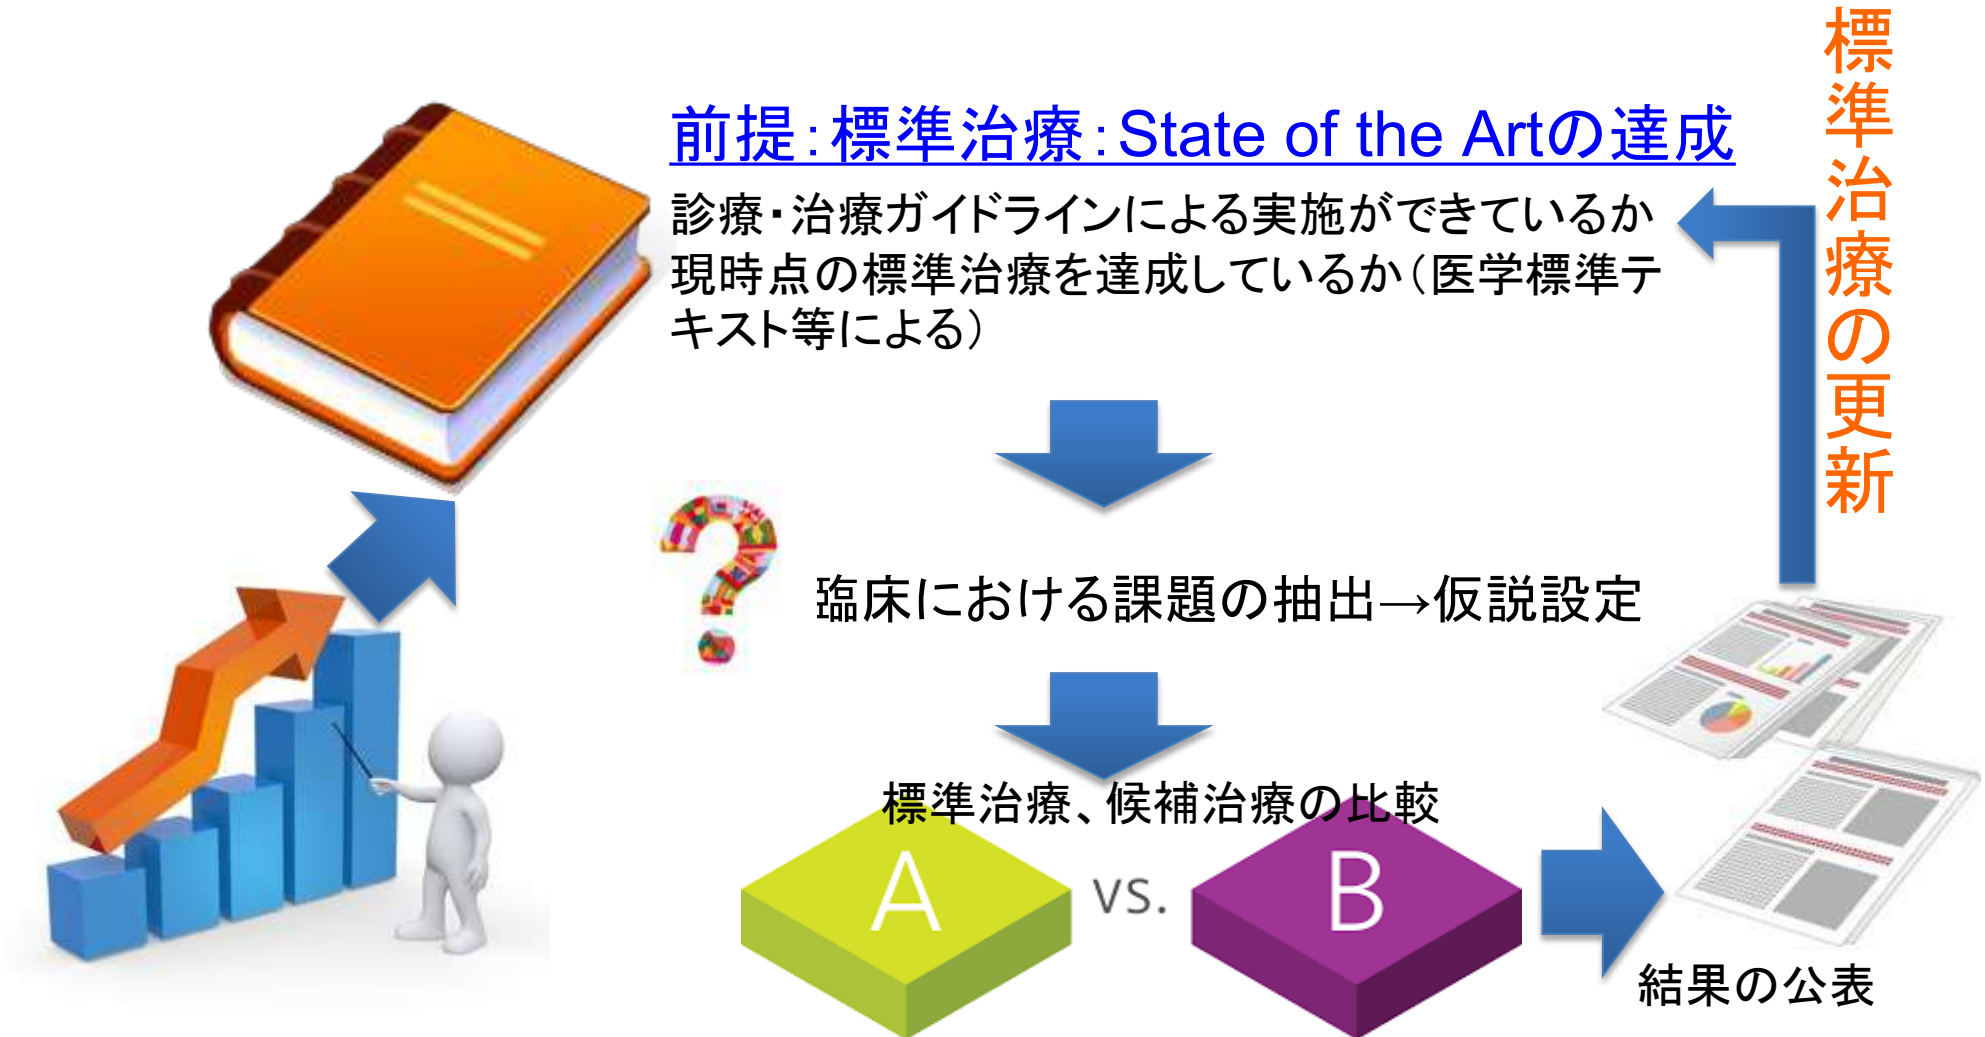 前提：標準治療：State of the Artの達成
診療・治療ガイドラインによる実施ができているか
現時点の標準治療を達成しているか（医学標準テ
キスト等による）
標準治療の更新
臨床における課題の抽出→仮説設定
標準治療、候補治療の比較
A vs. B
結果の公表